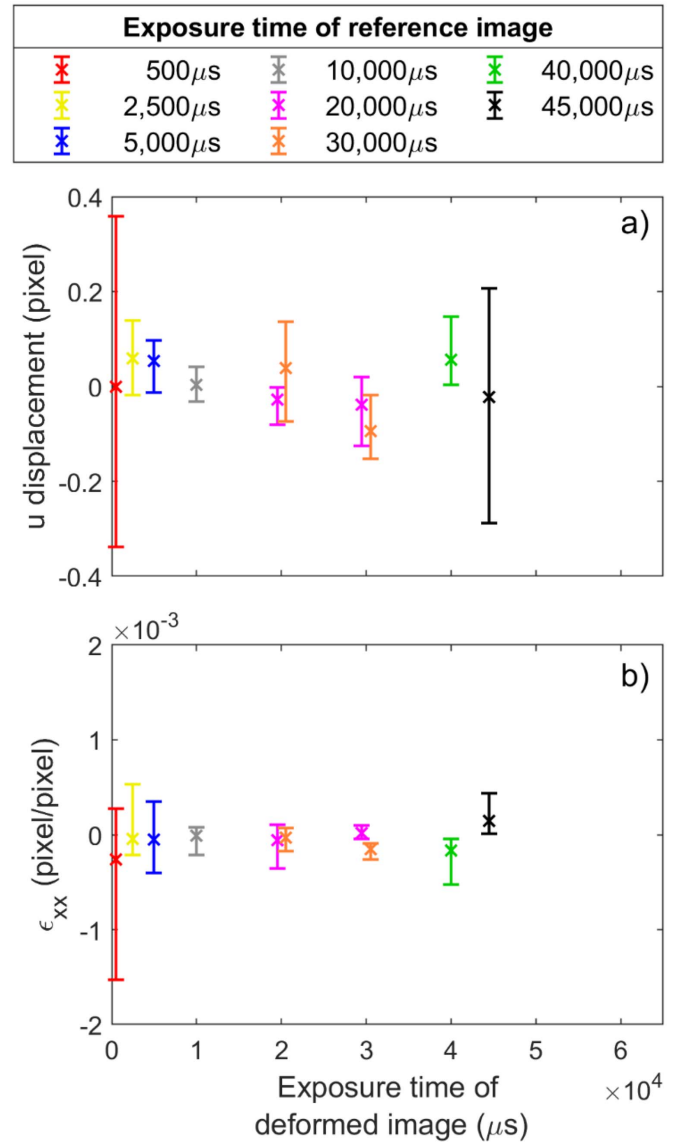 Exposure time of reference image
500μs 10,000μs 40,000μs
2,500μs 20,000μs 45,000μs
5,000μs 30,000μs
a)
0.4
0.2
0
-0.2
-0.4
u displacement (pixel)
×10⁻³
b)
2
1
0
-1
-2
ϵxx (pixel/pixel)
0 1 2 3 4 5 6
×10⁴
Exposure time of
deformed image (μs)